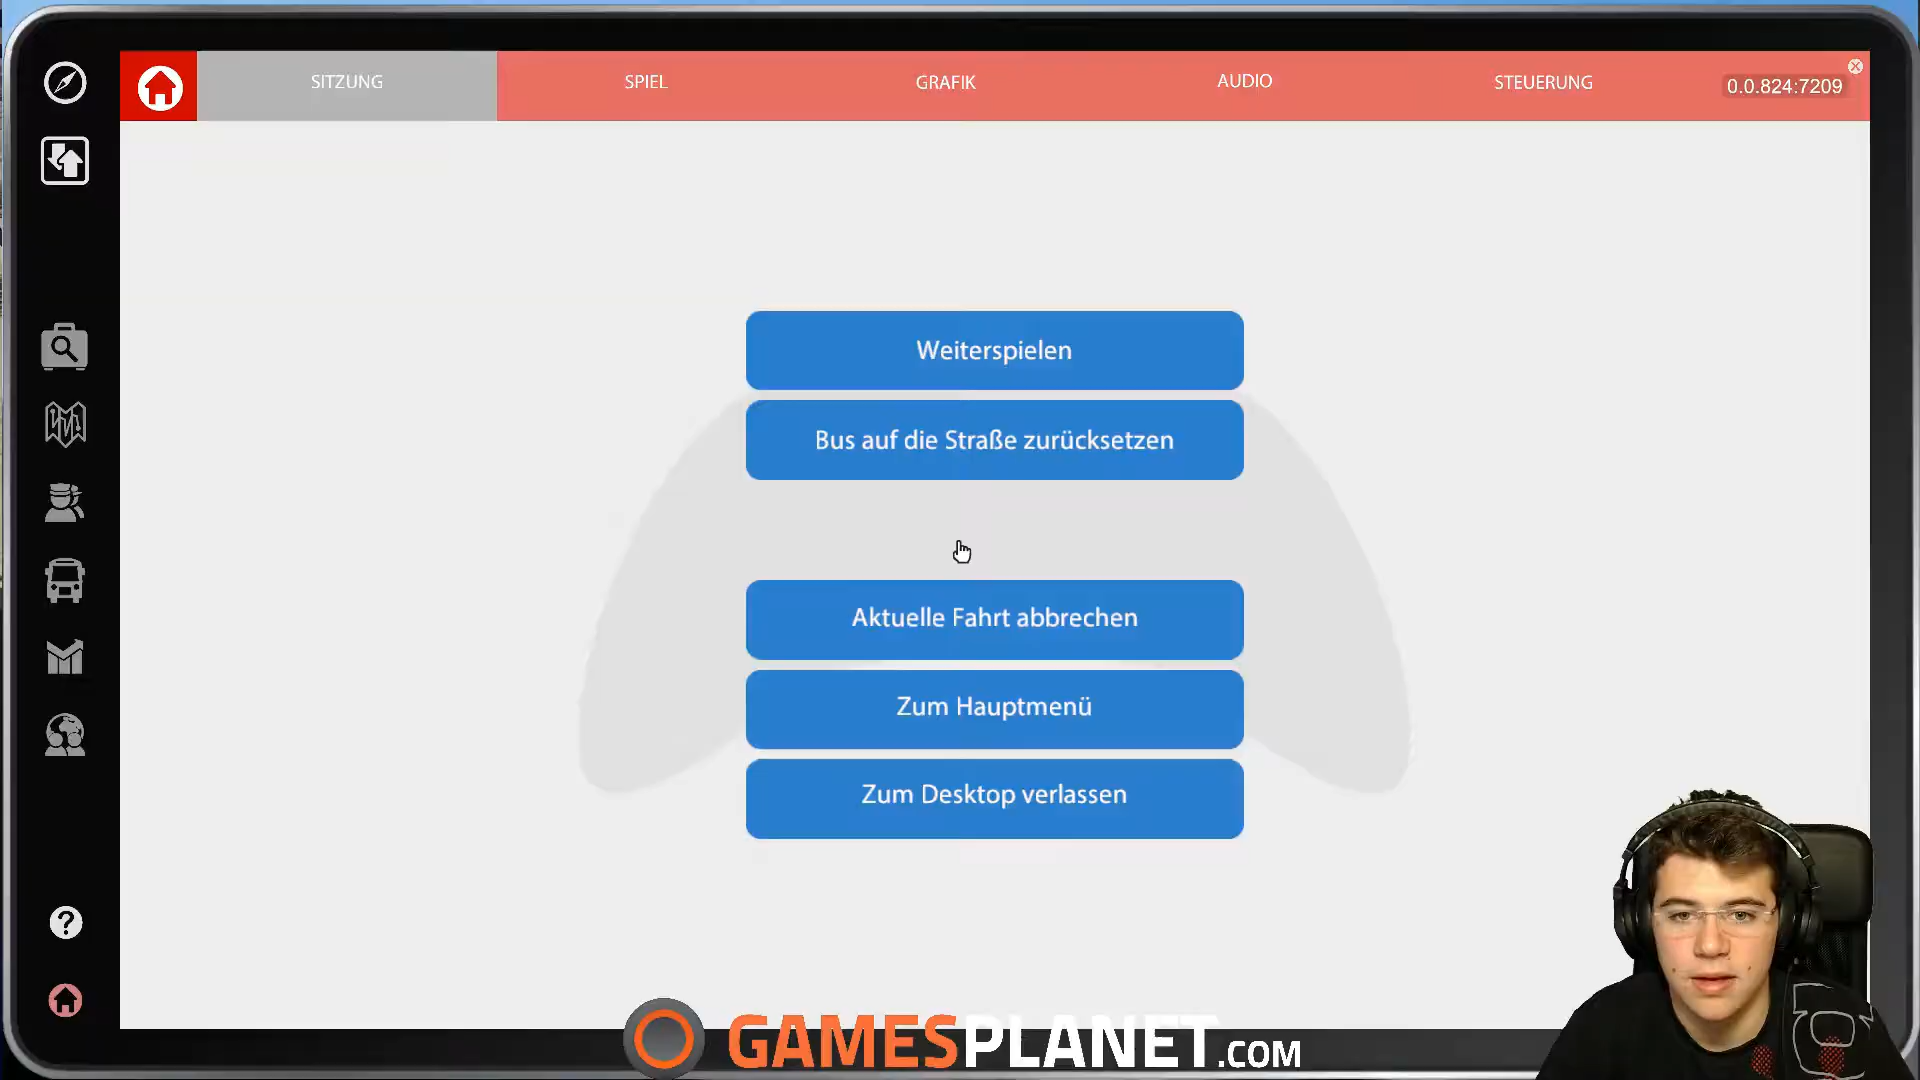 SITZUNG
SPIEL
GRAFIK
AUDIO
STEUERUNG
0.0.824:7209
Weiterspielen
Bus auf die Straße zurücksetzen
Aktuelle Fahrt abbrechen
Zum Hauptmenü
Zum Desktop verlassen
?
GAMESPLANET.COM